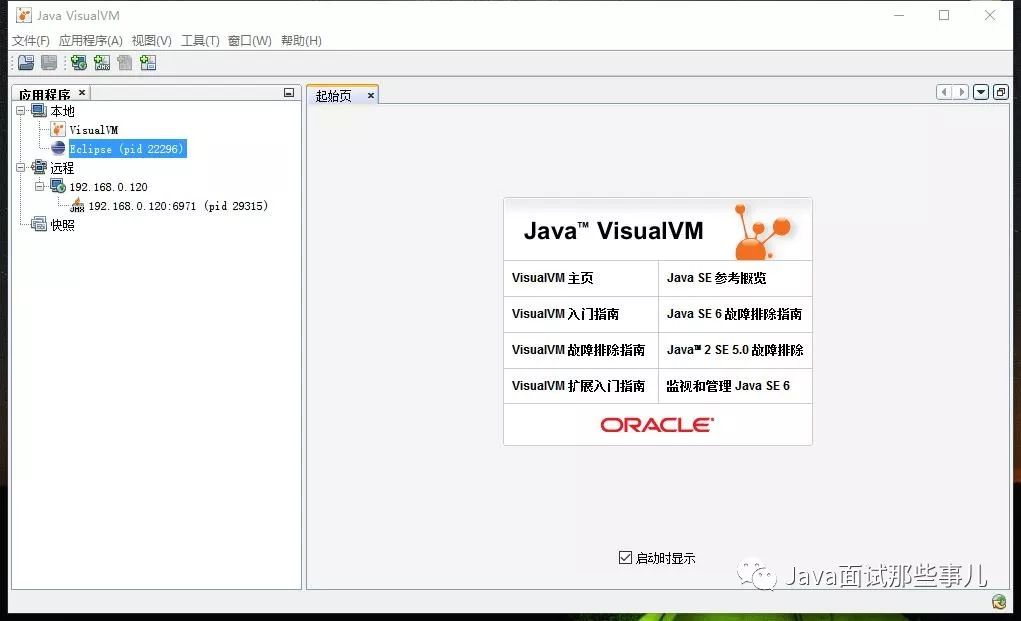 Java VisualVM
文件(F) 应用程序(A) 视图(V) 工具(T) 窗口(W) 帮助(H)
应用程序
起始页
本地
VisualVM
Eclipse (pid 22296)
远程
192.168.0.120
JMX 192.168.0.120:6971 (pid 29315)
快照
Java™ VisualVM
VisualVM 主页
Java SE 参考概览
VisualVM 入门指南
Java SE 6 故障排除指南
VisualVM 故障排除指南
Java™ 2 SE 5.0 故障排除
VisualVM 扩展入门指南
监视和管理 Java SE 6
ORACLE
启动时显示
Java面试那些事儿